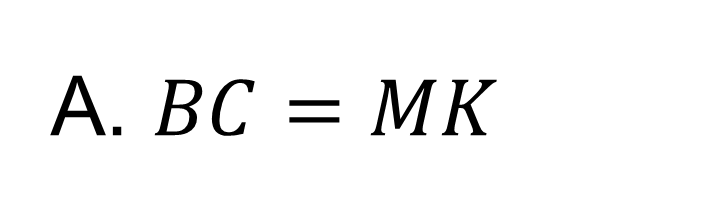 A. BC = MK